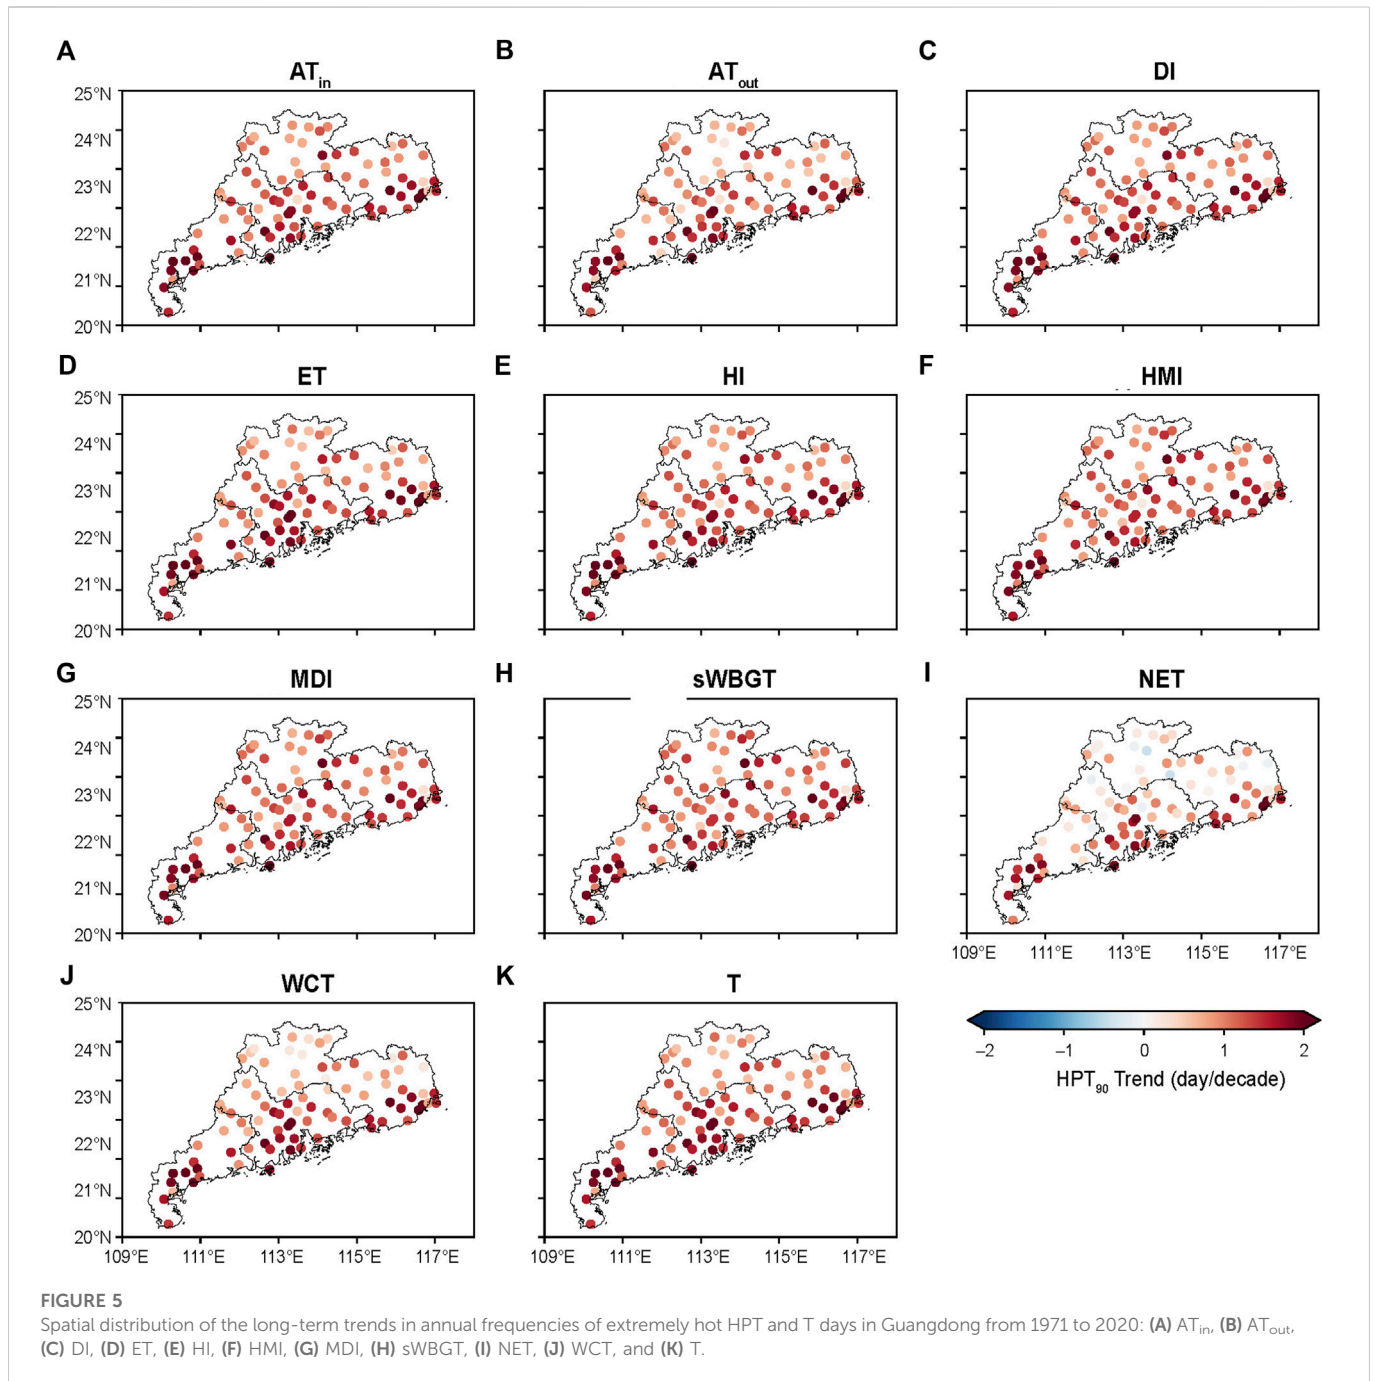 A
B
C
AT in
AT out
DI
25°N
24°N
23°N
22°N
21°N
20°N
D
E
F
ET
HI
HMI
25°N
24°N
23°N
22°N
21°N
20°N
G
H
I
MDI
sWBGT
NET
25°N
24°N
23°N
22°N
21°N
20°N
109°E 111°E 113°E 115°E 117°E
J
K
WCT
T
25°N
24°N
23°N
22°N
21°N
20°N
109°E 111°E 113°E 115°E 117°E
109°E 111°E 113°E 115°E 117°E
−2 −1 0 1 2
HPT90 Trend (day/decade)
FIGURE 5
Spatial distribution of the long-term trends in annual frequencies of extremely hot HPT and T days in Guangdong from 1971 to 2020: (A) ATin, (B) ATout,
(C) DI, (D) ET, (E) HI, (F) HMI, (G) MDI, (H) sWBGT, (I) NET, (J) WCT, and (K) T.